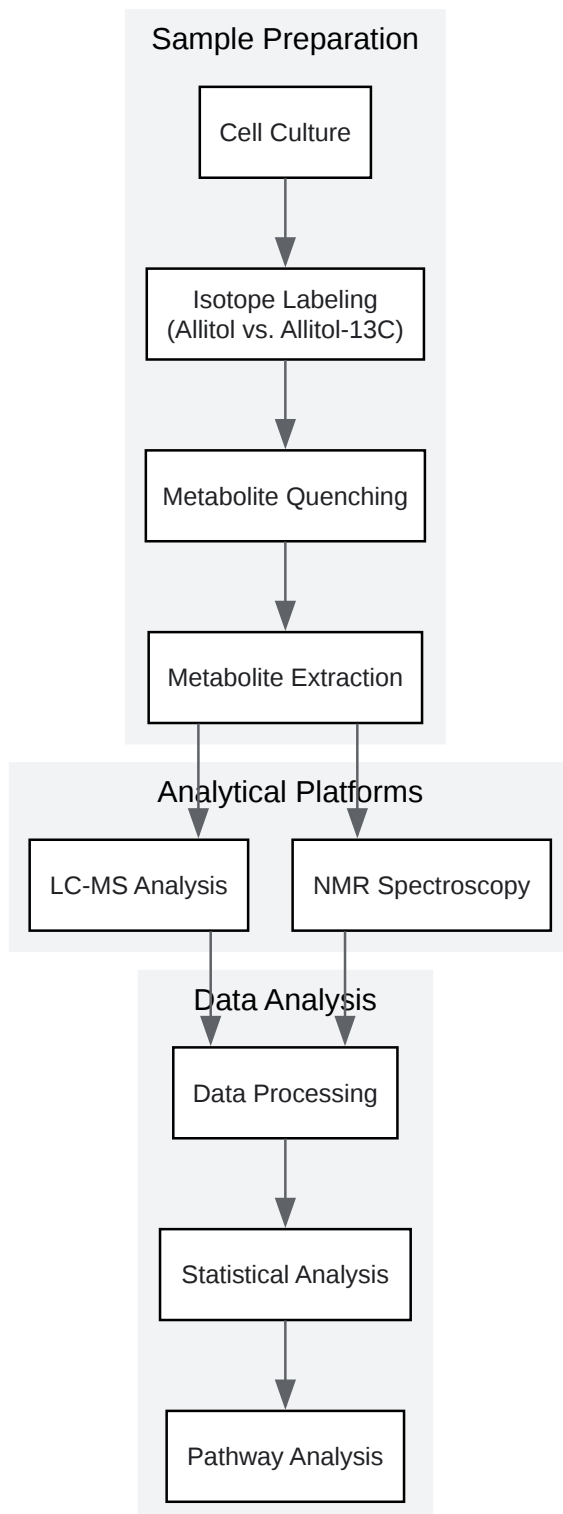 Sample Preparation
Cell Culture
Isotope Labeling
(Allitol vs. Allitol-13C)
Metabolite Quenching
Metabolite Extraction
Analytical Platforms
LC-MS Analysis
NMR Spectroscopy
Data Analysis
Data Processing
Statistical Analysis
Pathway Analysis